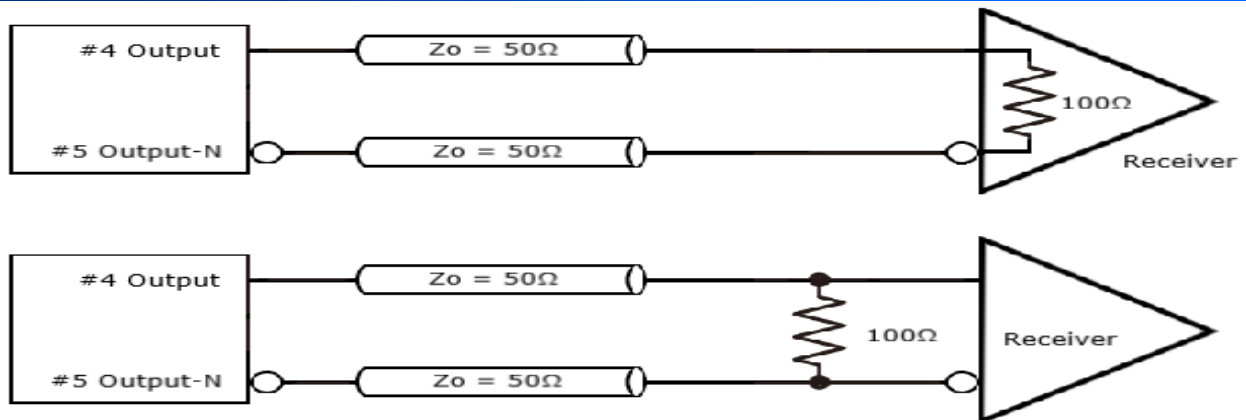 #4 Output
Zo = 50Ω
100Ω
#5 Output-N
Zo = 50Ω
Receiver
#4 Output
Zo = 50Ω
100Ω
Receiver
#5 Output-N
Zo = 50Ω